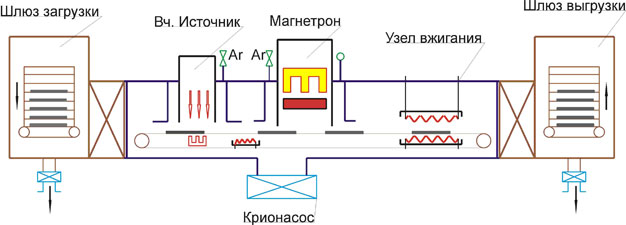 Шлюз загрузки
Вч. Источник
Магнетрон
Шлюз выгрузки
Узел вжигания
Ar
Ar
Крионасос